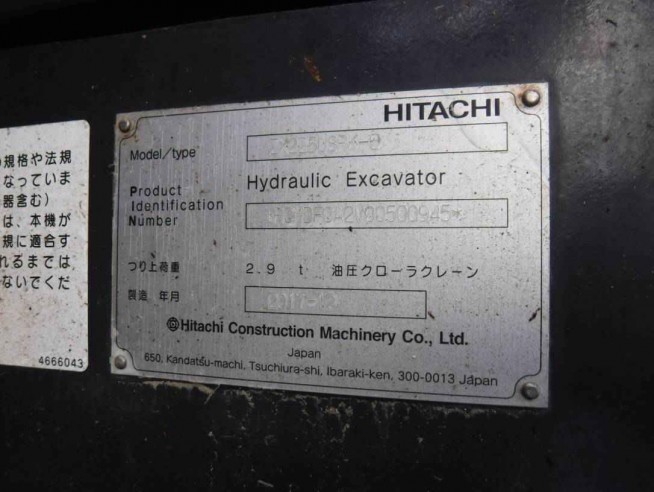 HITACHI
Model/type
Hydraulic Excavator
Product
Identification
Number
つり上荷重 2.9 t 油圧クローラクレーン
製造 年月
©Hitachi Construction Machinery Co., Ltd.
Japan
650, Kandatsu-machi, Tsuchiura-shi, Ibaraki-ken, 300-0013 Japan
規格や法規
なっていま
器含む)
は、本機が
規に適合す
れるまでは
ないでくだ
4666043